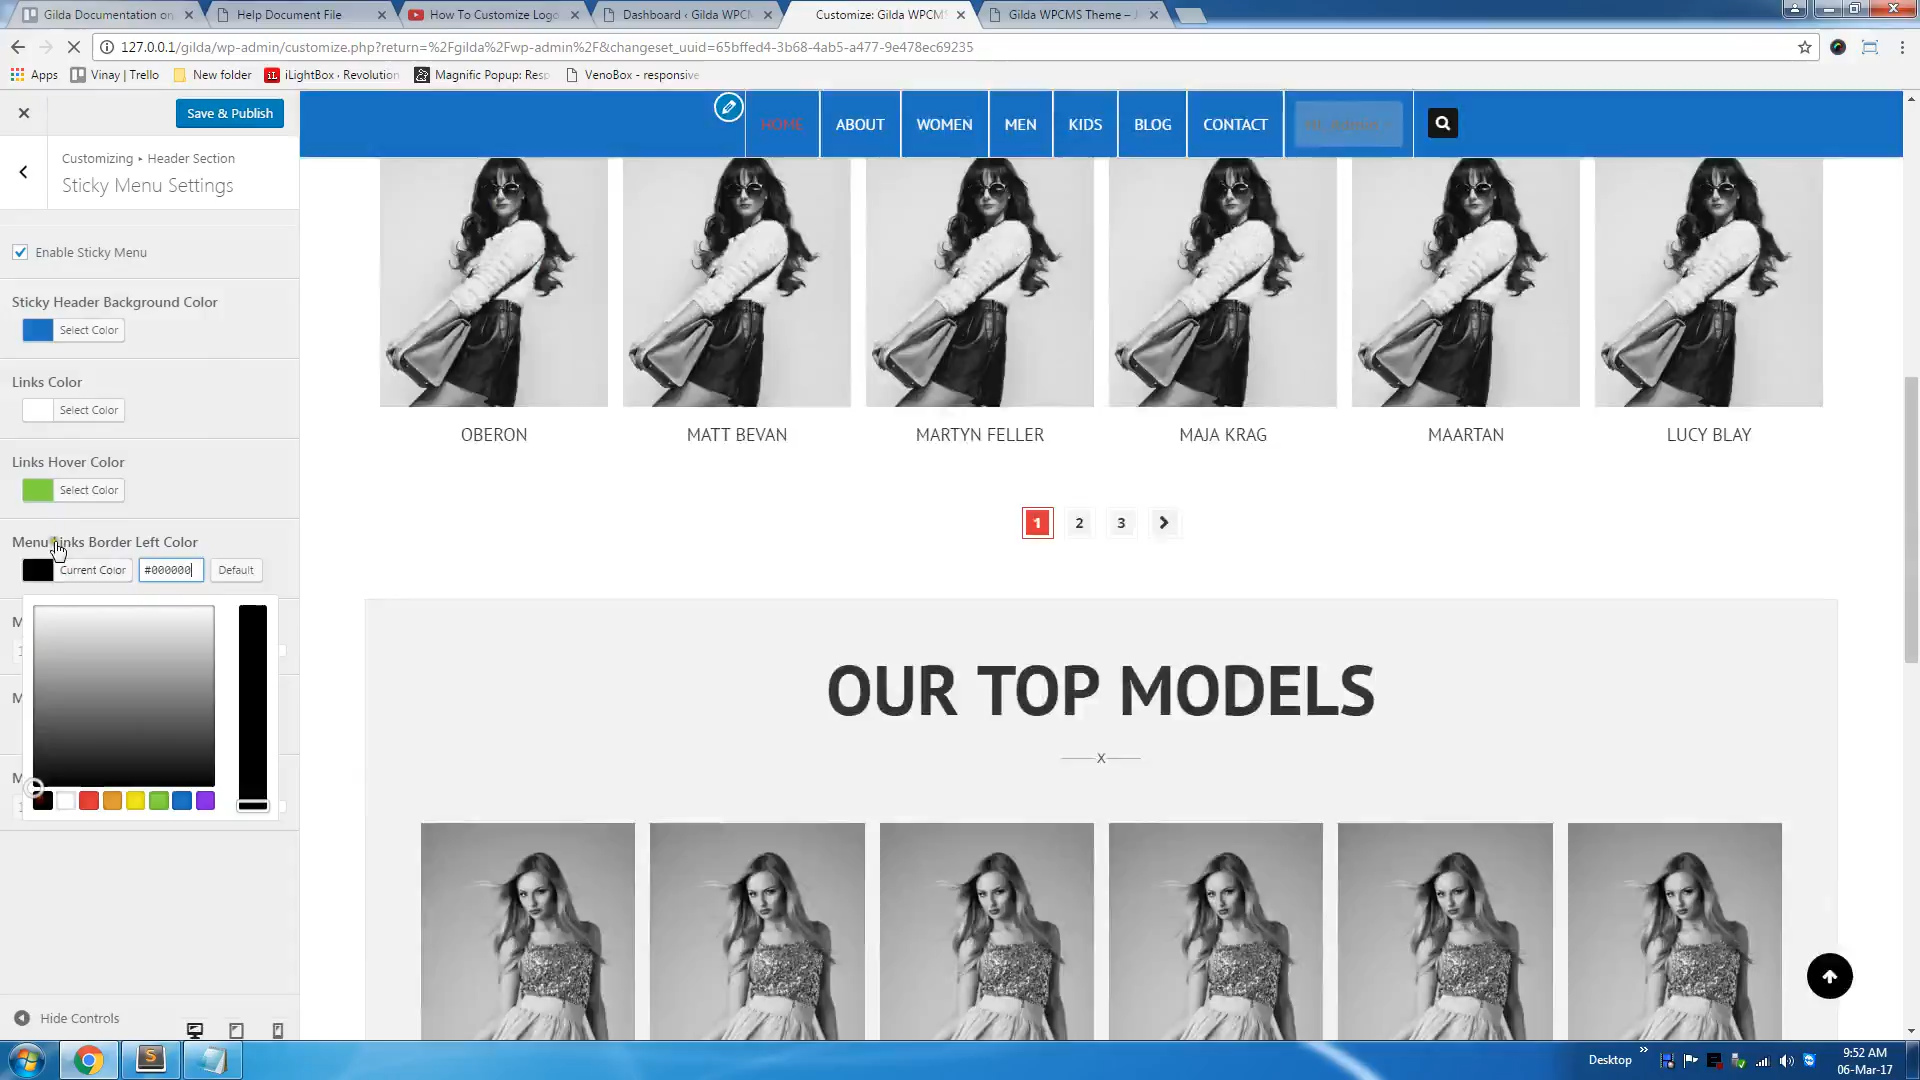 Gilda Documentation on
Help Document File
How To Customize Logo
Dashboard ‹ Gilda WPCM
Customize: Gilda WPCMS
Gilda WPCMS Theme –
127.0.0.1/gilda/wp-admin/customize.php?return=%2Fgilda%2Fwp-admin%2F&changeset_uuid=65bffed4-3b68-4ab5-a477-9e478ec69235
Apps
Vinay | Trello
New folder
iLightBox · Revolution
Magnific Popup: Resp
VenoBox - responsive
Save & Publish
HOME
ABOUT
WOMEN
MEN
KIDS
BLOG
CONTACT
Customizing ▸ Header Section
Sticky Menu Settings
Enable Sticky Menu
Sticky Header Background Color
Select Color
Links Color
Select Color
Links Hover Color
Select Color
Menu Links Border Left Color
Current Color
#000000
Default
M
1
M
M
1
Hide Controls
OBERON
MATT BEVAN
MARTYN FELLER
MAJA KRAG
MAARTAN
LUCY BLAY
1
2
3
OUR TOP MODELS
X
Desktop
9:52 AM
06-Mar-17